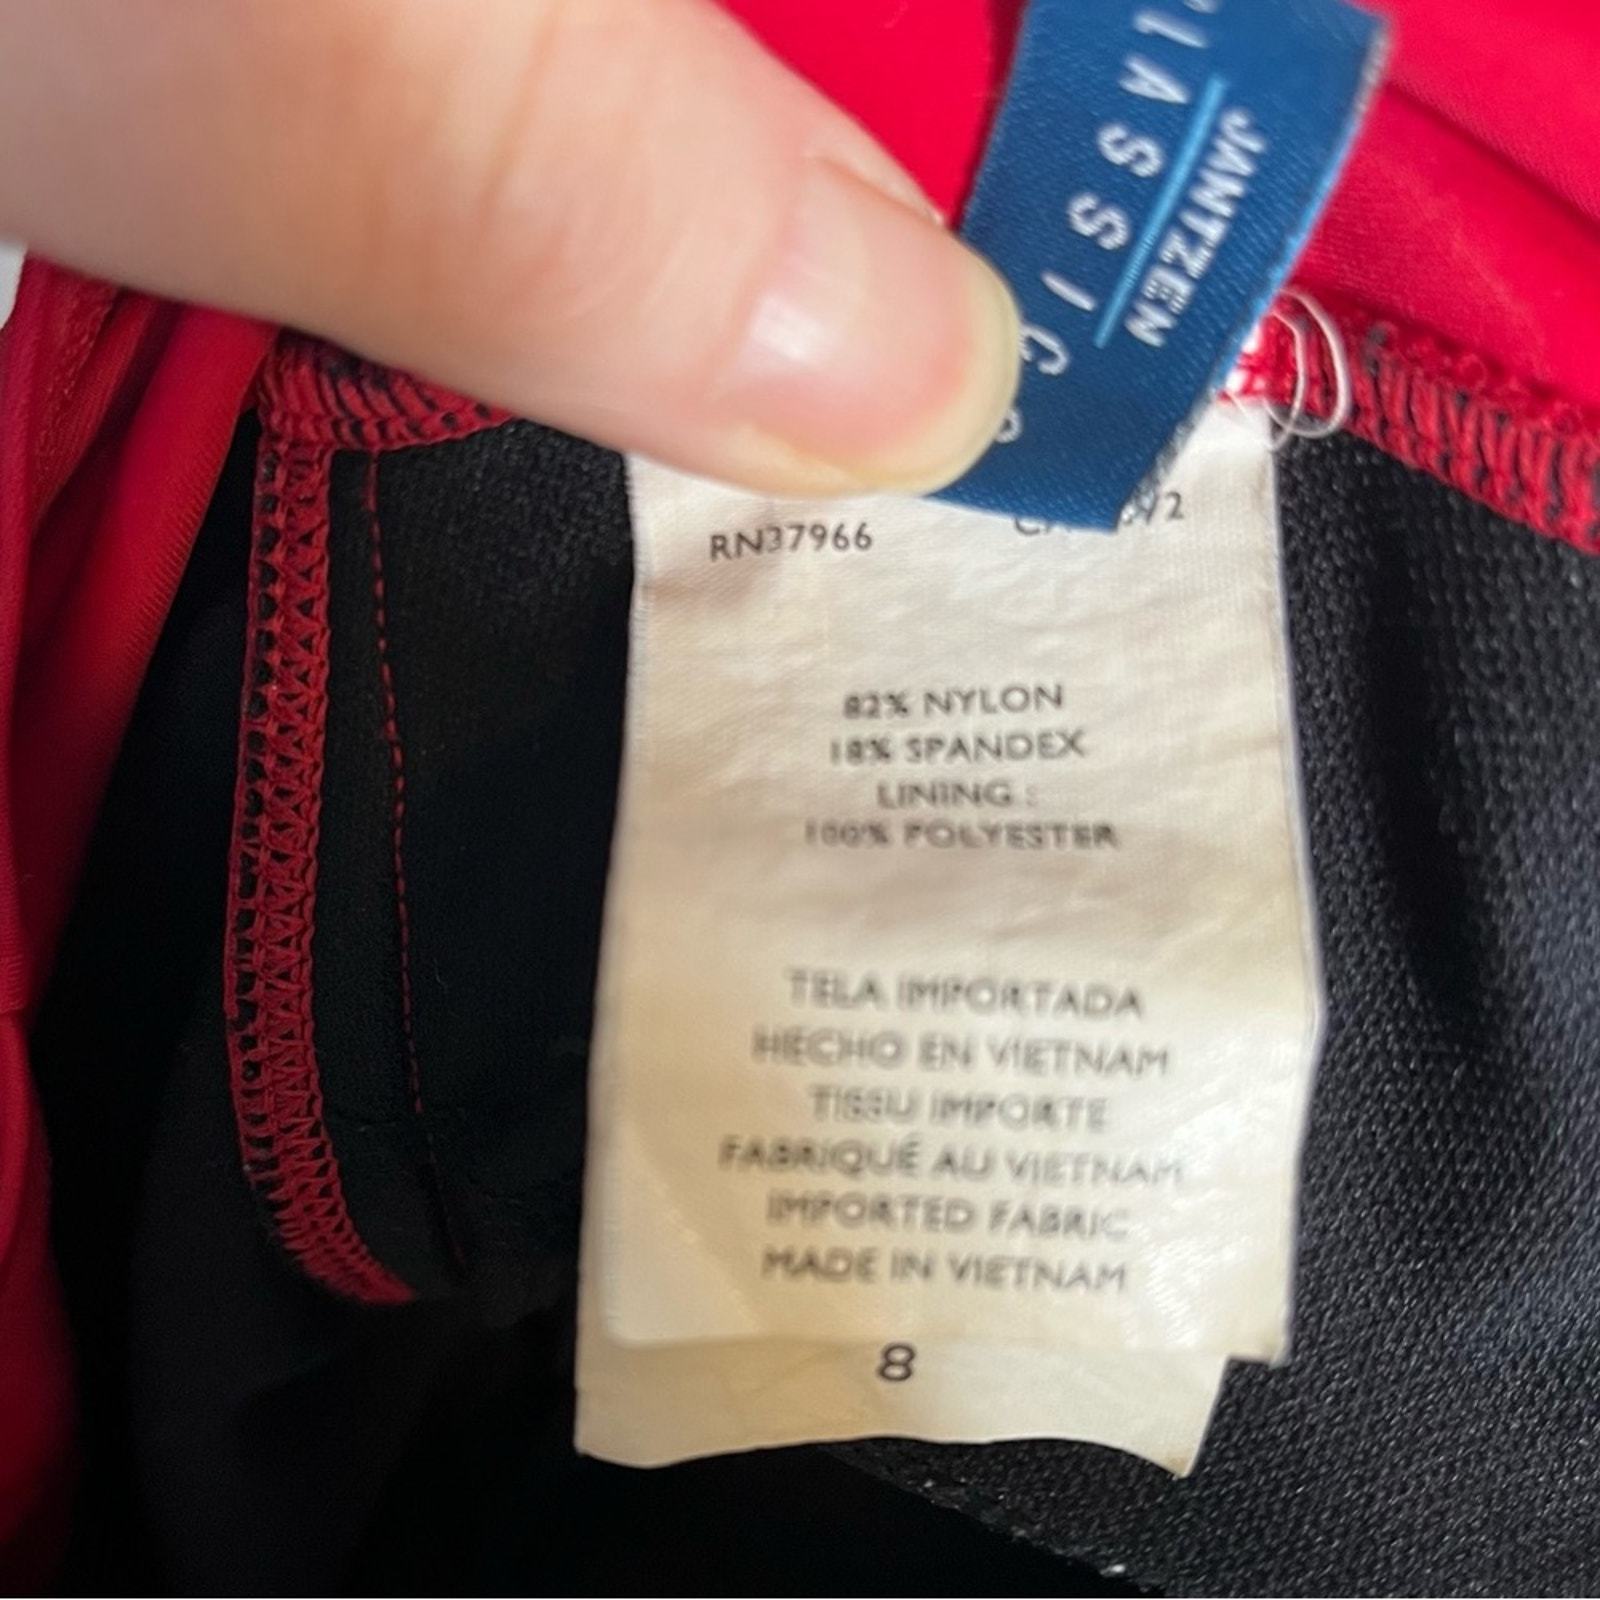 CLASSICS
JANTZEN
RN37966
82% NYLON
18% SPANDEX
LINING :
100% POLYESTER
TELA IMPORTADA
HECHO EN VIETNAM
TISSU IMPORTE
FABRIQUÉ AU VIETNAM
IMPORTED FABRIC
MADE IN VIETNAM
8